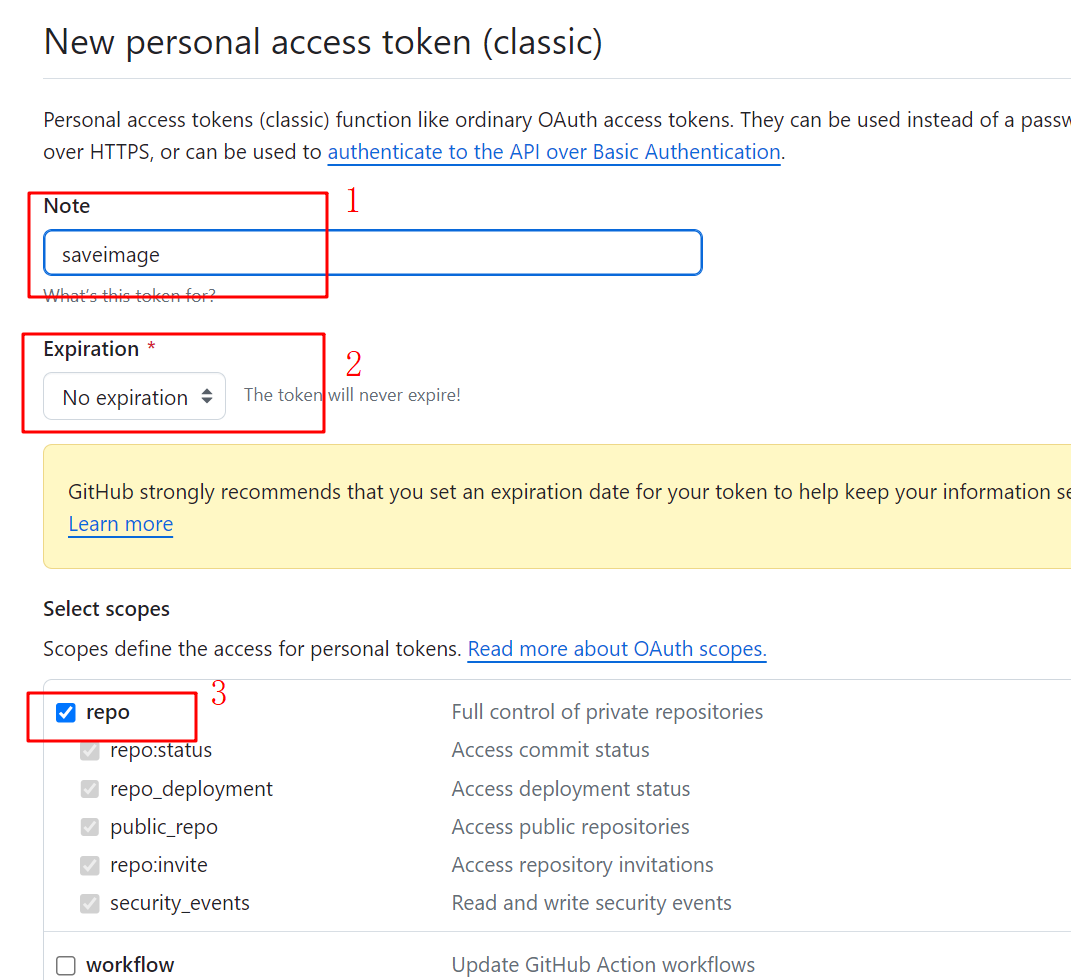 New personal access token (classic)
Personal access tokens (classic) function like ordinary OAuth access tokens. They can be used instead of a passw
over HTTPS, or can be used to authenticate to the API over Basic Authentication.
Note
1
saveimage
What's this token for?
Expiration *
2
No expiration
The token will never expire!
GitHub strongly recommends that you set an expiration date for your token to help keep your information se
Learn more
Select scopes
Scopes define the access for personal tokens. Read more about OAuth scopes.
3
repo Full control of private repositories
repo:status Access commit status
repo_deployment Access deployment status
public_repo Access public repositories
repo:invite Access repository invitations
security_events Read and write security events
workflow Update GitHub Action workflows